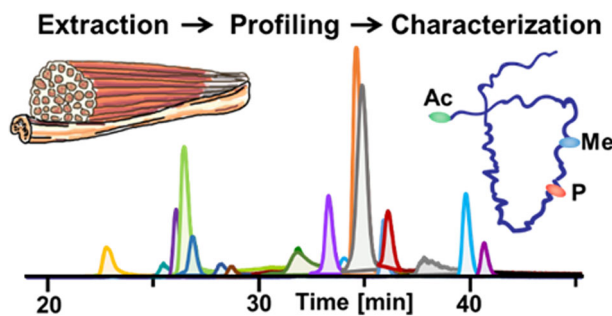 Extraction → Profiling → Characterization
Ac
Me
P
20
30
Time [min]
40